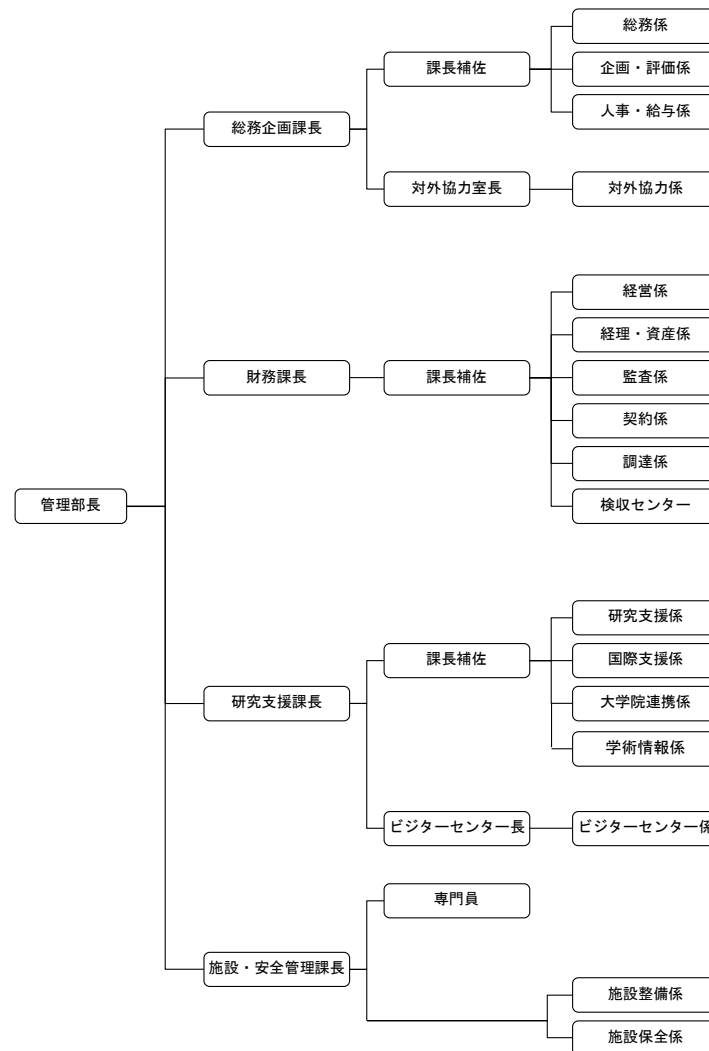 管理部長
総務企画課長
課長補佐
総務係
企画・評価係
人事・給与係
対外協力室長
対外協力係
財務課長
課長補佐
経営係
経理・資産係
監査係
契約係
調達係
検収センター
研究支援課長
課長補佐
研究支援係
国際支援係
大学院連携係
学術情報係
ビジターセンター長
ビジターセンター係
施設・安全管理課長
専門員
施設整備係
施設保全係